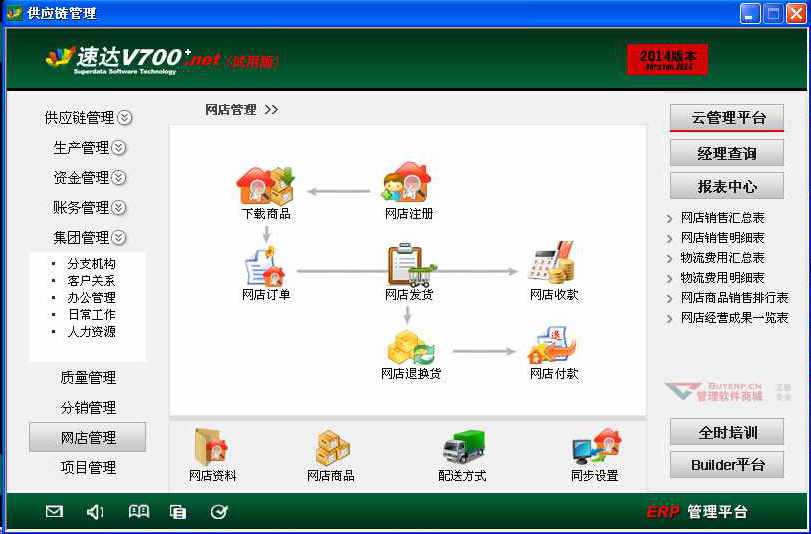 供应链管理
速达V700+.net (试用版)
Superdata Software Technology
2014版本
Version 2014
供应链管理
生产管理
资金管理
账务管理
集团管理
分支机构
客户关系
办公管理
日常工作
人力资源
质量管理
分销管理
网店管理
项目管理
网店管理 >>
下载商品
网店注册
网店订单
网店发货
网店收款
网店退换货
退
网店付款
网店资料
网店商品
配送方式
同步设置
云管理平台
经理查询
报表中心
网店销售汇总表
网店销售明细表
物流费用汇总表
物流费用明细表
网店商品销售排行表
网店经营成果一览表
BUYERP.CN
管理软件商城
全时培训
Builder平台
ERP 管理平台